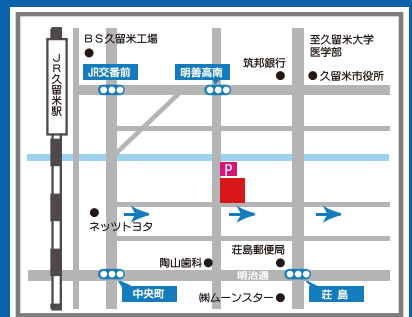 BS久留米工場
至久留米大学
医学部
JR久留米駅
JR交番前
明善高南
筑邦銀行
久留米市役所
P
ネッツトヨタ
荘島郵便局
陶山歯科
明治通
中央町
㈱ムーンスター
荘島